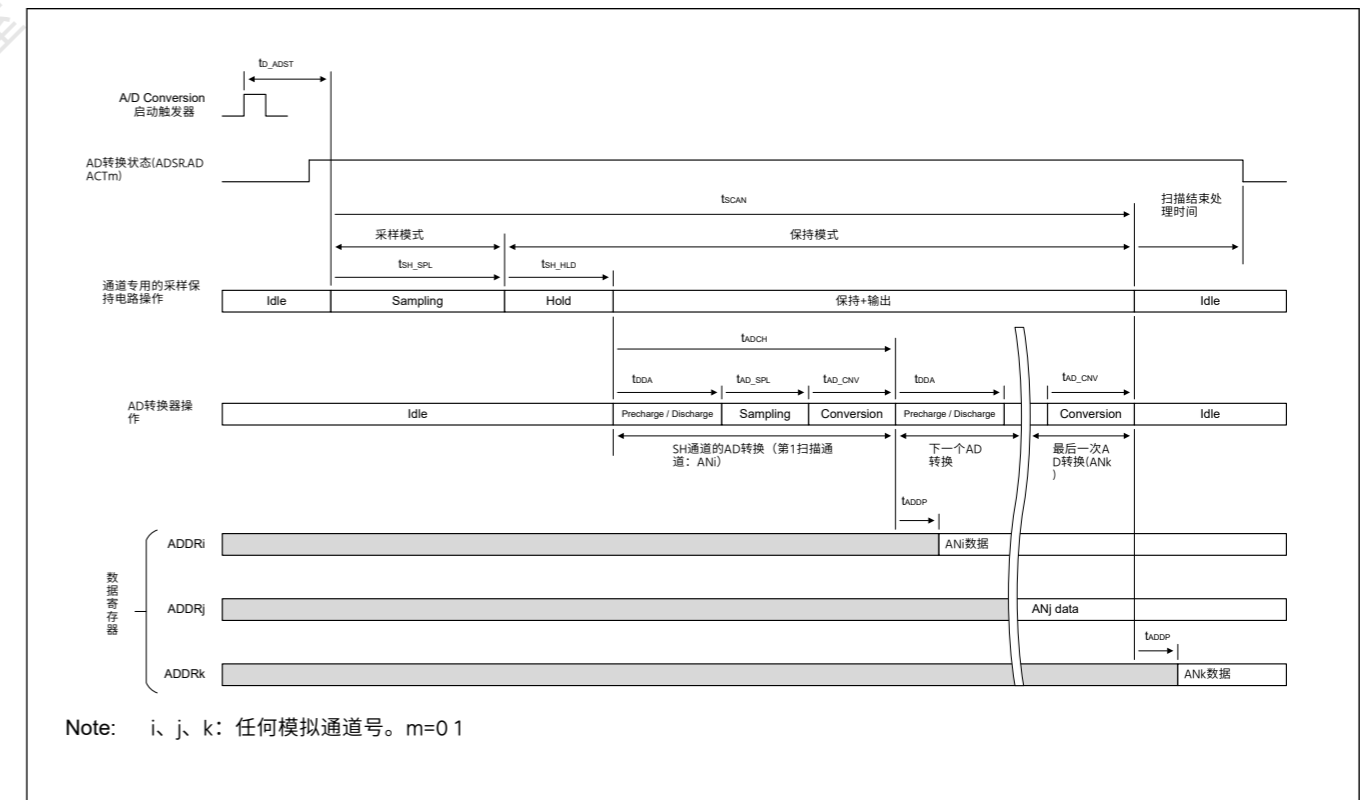 tD_ADST
A/D Conversion
启动触发器
AD转换状态(ADSR,AD
ACTm)
tSCAN
扫描结束处
理时间
采样模式
保持模式
tSH_SPL
tSH_HLD
通道专用的采样保
持电路操作
Idle
Sampling
Hold
保持+输出
Idle
tADCH
tDDA
tAD_SPL
tAD_CNV
tDDA
tAD_CNV
AD转换器操
作
Idle
Precharge / Discharge
Sampling
Conversion
Precharge / Discharge
Conversion
Idle
SH通道的AD转换（第1扫描通
道：ANi）
下一个AD
转换
最后一次A
D转换(ANk
)
tADDP
数据寄存器
ADDRi
ANi数据
ADDRj
ANj data
tADDP
ADDRk
ANk数据
Note: i、j、k：任何模拟通道号。m=0 1